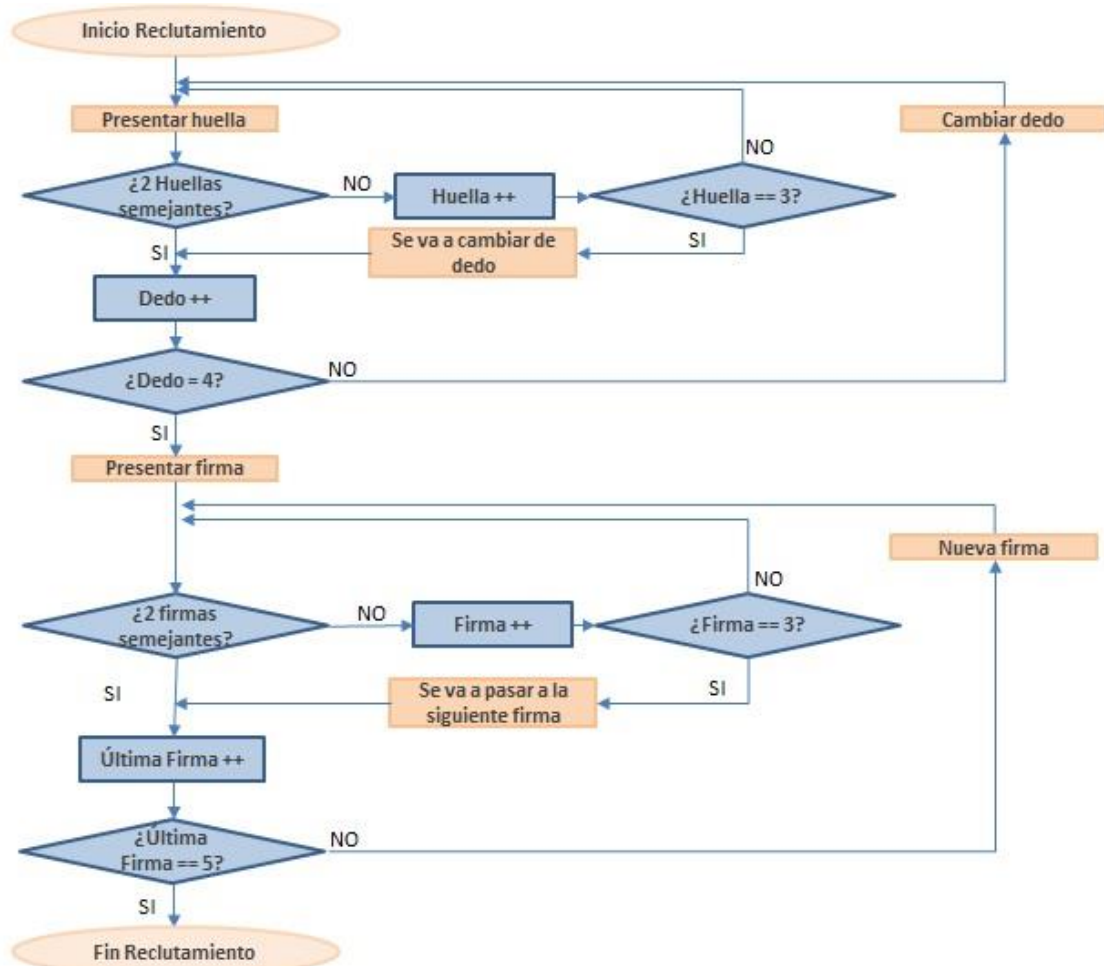 Inicio Reclutamiento
Presentar huella
Cambiar dedo
NO
¿2 Huellas
semejantes?
NO
Huella ++
¿Huella == 3?
SI
Se va a cambiar de
dedo
SI
Dedo ++
¿Dedo = 4?
NO
SI
Presentar firma
Nueva firma
NO
¿2 firmas
semejantes?
NO
Firma ++
¿Firma == 3?
SI
Se va a pasar a la
siguiente firma
SI
Última Firma ++
¿Última
Firma == 5?
NO
SI
Fin Reclutamiento